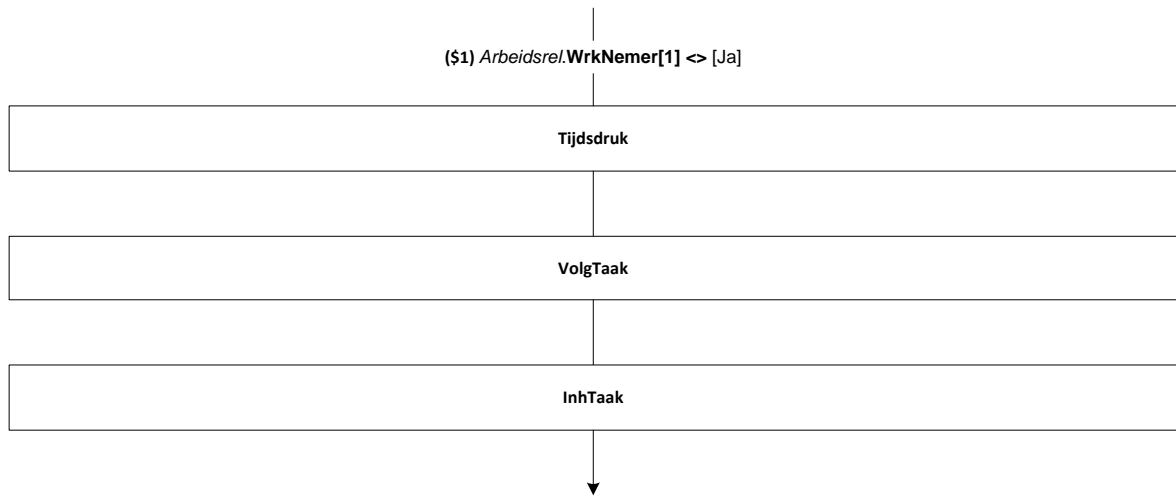 ($1) Arbeidsrel.WrkNemer[1] <> [Ja]
Tijdsdruk
VolgTaak
InhTaak